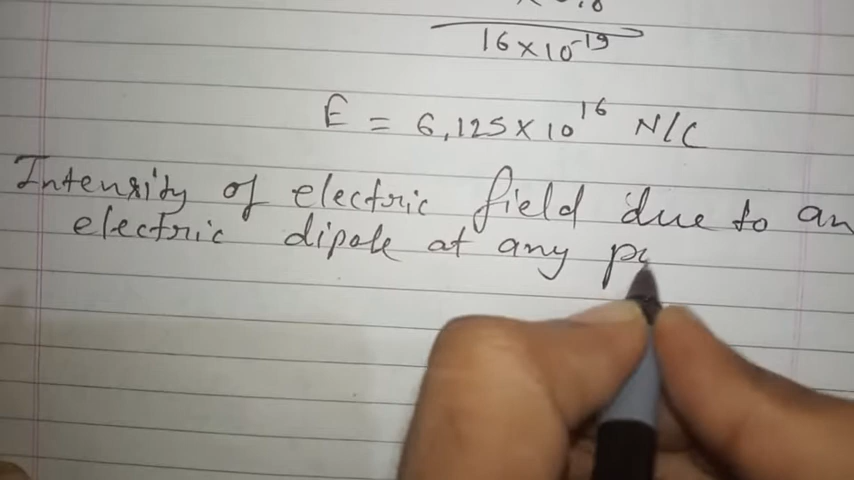 16×10⁻¹⁹
E = 6.125×10¹⁶ N/C
Intensity of electric field due to an
electric dipole at any